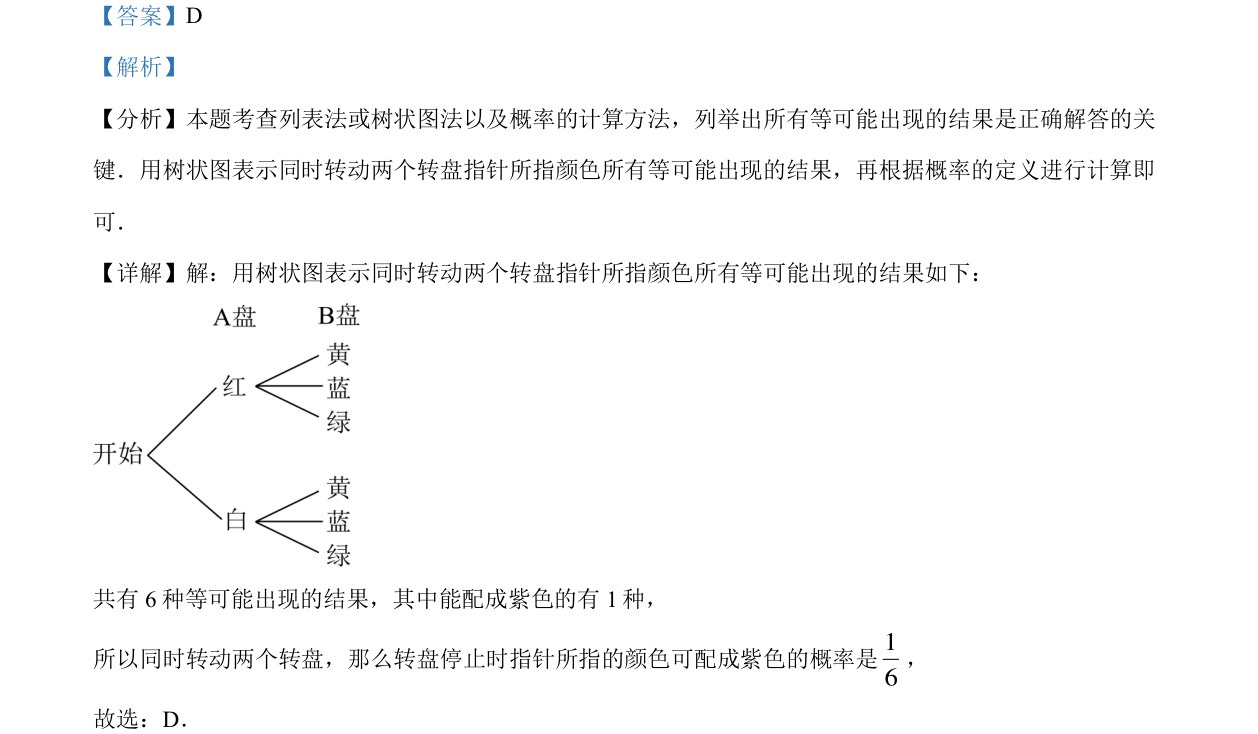 【答案】D
【解析】
【分析】本题考查列表法或树状图法以及概率的计算方法，列举出所有等可能出现的结果是正确解答的关
键．用树状图表示同时转动两个转盘指针所指颜色所有等可能出现的结果，再根据概率的定义进行计算即
可．
【详解】解：用树状图表示同时转动两个转盘指针所指颜色所有等可能出现的结果如下：
A盘 B盘
黄
红 蓝
绿
开始
黄
白 蓝
绿
共有 6 种等可能出现的结果，其中能配成紫色的有 1 种，
所以同时转动两个转盘，那么转盘停止时指针所指的颜色可配成紫色的概率是 1/6 ，
故选：D．